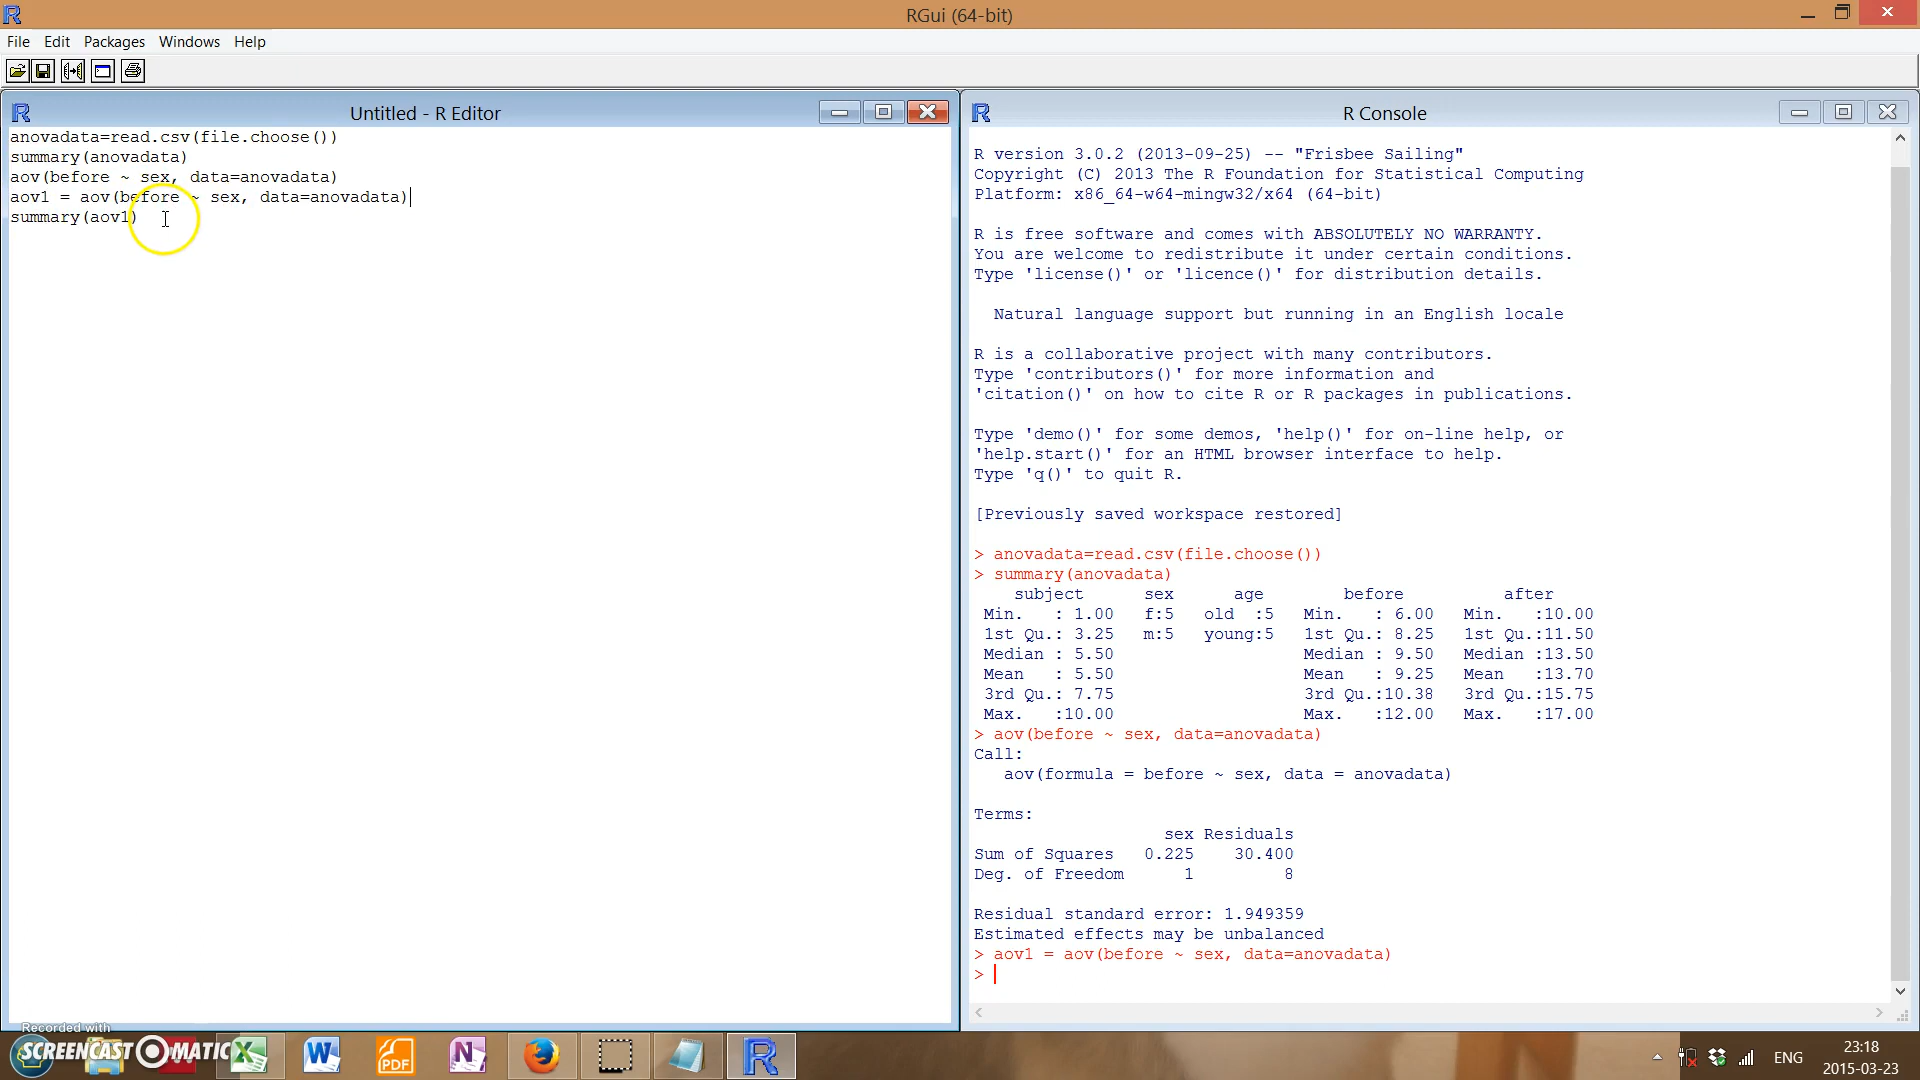 RGui (64-bit)
File Edit Packages Windows Help
Untitled - R Editor
anovadata=read.csv(file.choose())
summary(anovadata)
aov(before ~ sex, data=anovadata)
aov1 = aov(before ~ sex, data=anovadata)
summary(aov1)
R Console
R version 3.0.2 (2013-09-25) -- "Frisbee Sailing"
Copyright (C) 2013 The R Foundation for Statistical Computing
Platform: x86_64-w64-mingw32/x64 (64-bit)
R is free software and comes with ABSOLUTELY NO WARRANTY.
You are welcome to redistribute it under certain conditions.
Type 'license()' or 'licence()' for distribution details.
Natural language support but running in an English locale
R is a collaborative project with many contributors.
Type 'contributors()' for more information and
'citation()' on how to cite R or R packages in publications.
Type 'demo()' for some demos, 'help()' for on-line help, or
'help.start()' for an HTML browser interface to help.
Type 'q()' to quit R.
[Previously saved workspace restored]
> anovadata=read.csv(file.choose())
> summary(anovadata)
subject sex age before after
Min. : 1.00 f:5 old :5 Min. : 6.00 Min. :10.00
1st Qu.: 3.25 m:5 young:5 1st Qu.: 8.25 1st Qu.:11.50
Median : 5.50 Median : 9.50 Median :13.50
Mean : 5.50 Mean : 9.25 Mean :13.70
3rd Qu.: 7.75 3rd Qu.:10.38 3rd Qu.:15.75
Max. :10.00 Max. :12.00 Max. :17.00
> aov(before ~ sex, data=anovadata)
Call:
aov(formula = before ~ sex, data = anovadata)
Terms:
sex Residuals
Sum of Squares 0.225 30.400
Deg. of Freedom 1 8
Residual standard error: 1.949359
Estimated effects may be unbalanced
> aov1 = aov(before ~ sex, data=anovadata)
>
Recorded with
SCREENCAST-O-MATIC
PDF
ENG
23:18
2015-03-23